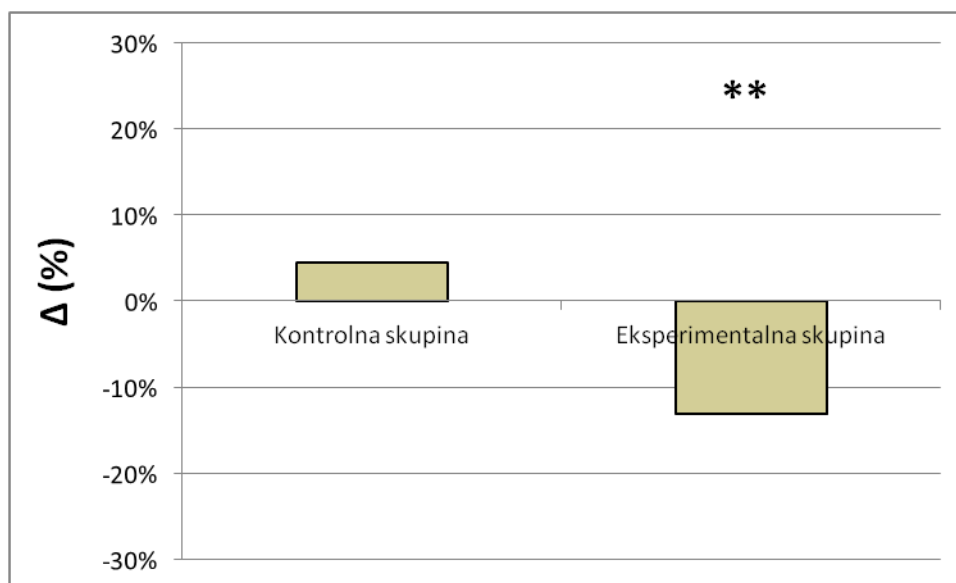 30%
**
20%
10%
Δ (%)
0%
Kontrolna skupina
Eksperimentalna skupina
-10%
-20%
-30%